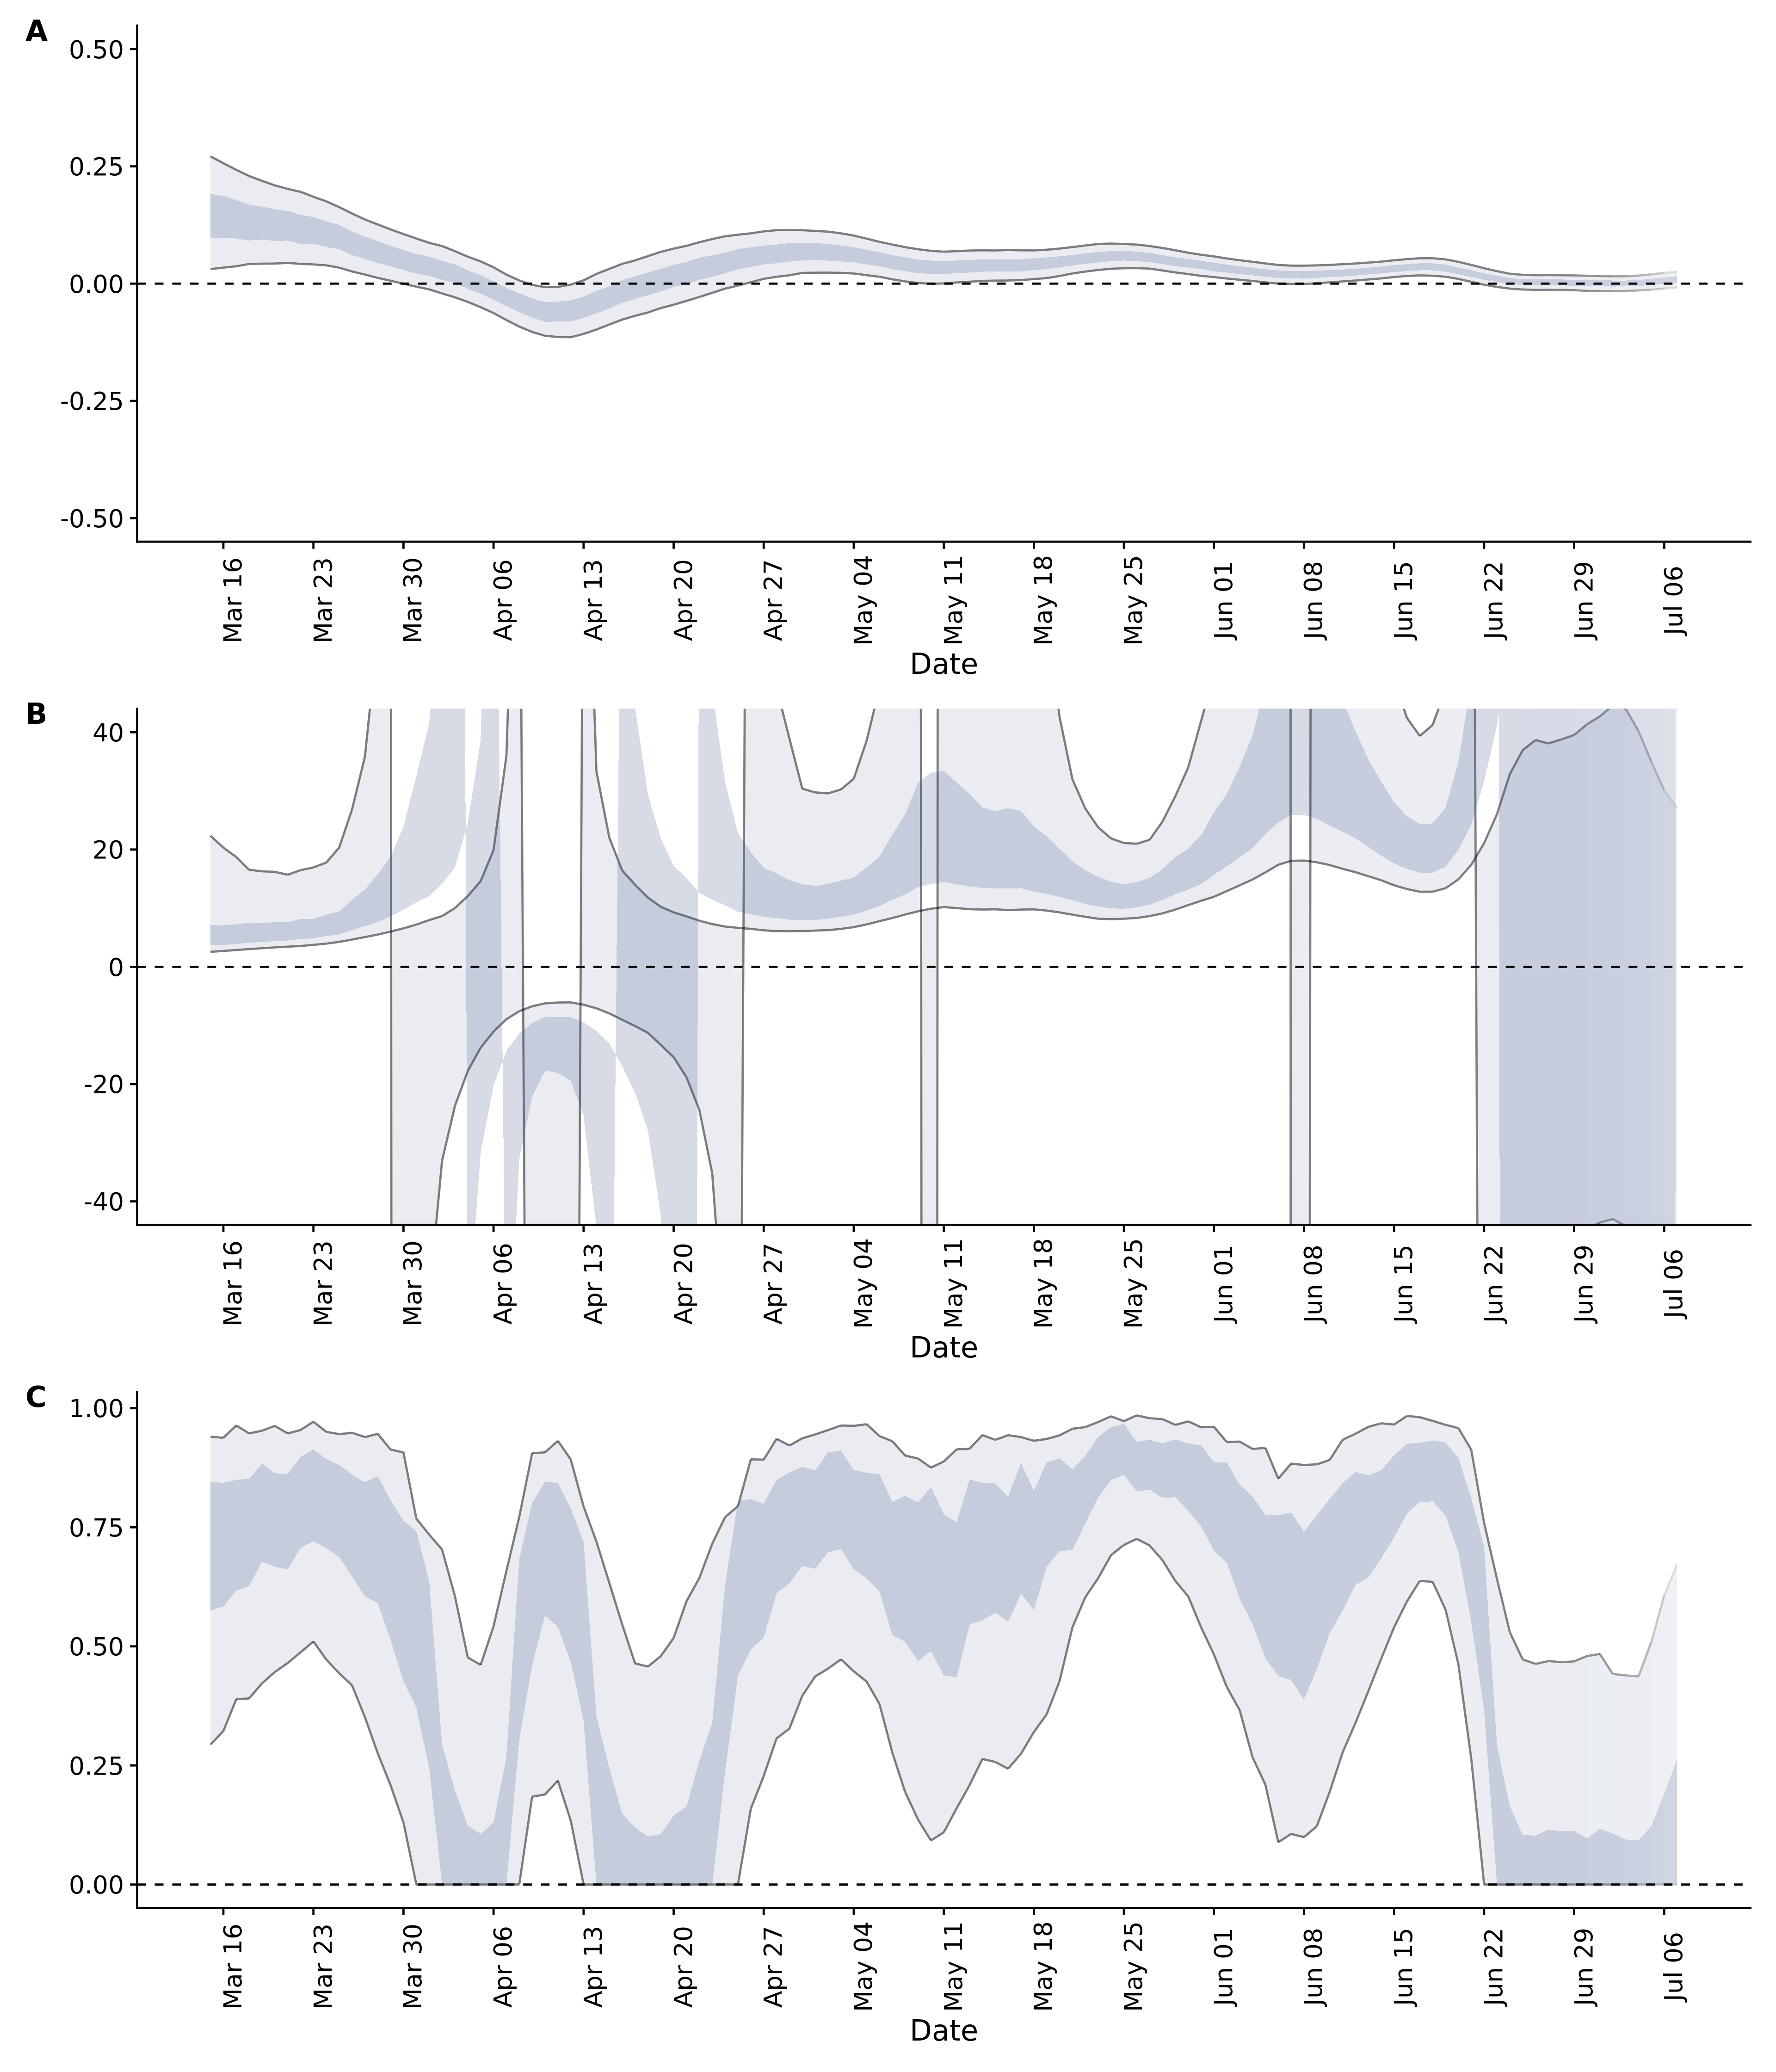 A
0.50
0.25
0.00
-0.25
-0.50
Mar 16
Mar 23
Mar 30
Apr 06
Apr 13
Apr 20
Apr 27
May 04
May 11
May 18
May 25
Jun 01
Jun 08
Jun 15
Jun 22
Jun 29
Jul 06
Date
B
40
20
0
-20
-40
Mar 16
Mar 23
Mar 30
Apr 06
Apr 13
Apr 20
Apr 27
May 04
May 11
May 18
May 25
Jun 01
Jun 08
Jun 15
Jun 22
Jun 29
Jul 06
Date
C
1.00
0.75
0.50
0.25
0.00
Mar 16
Mar 23
Mar 30
Apr 06
Apr 13
Apr 20
Apr 27
May 04
May 11
May 18
May 25
Jun 01
Jun 08
Jun 15
Jun 22
Jun 29
Jul 06
Date